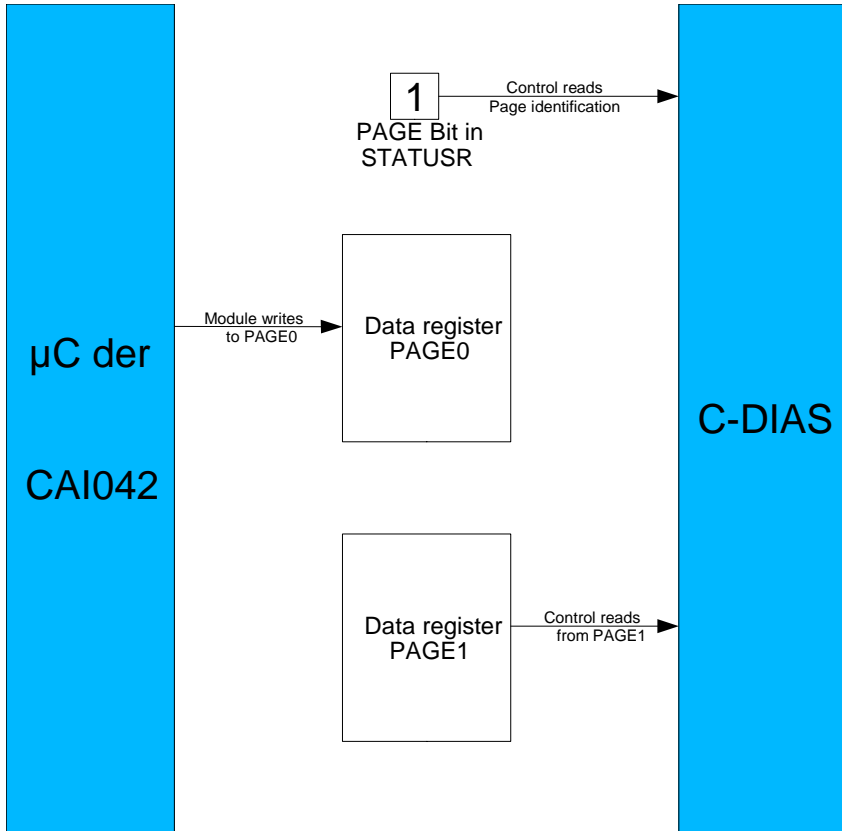 1
Control reads
Page identification
PAGE Bit in
STATUSR
Module writes
to PAGE0
Data register
PAGE0
µC der
CAI042
C-DIAS
Data register
PAGE1
Control reads
from PAGE1